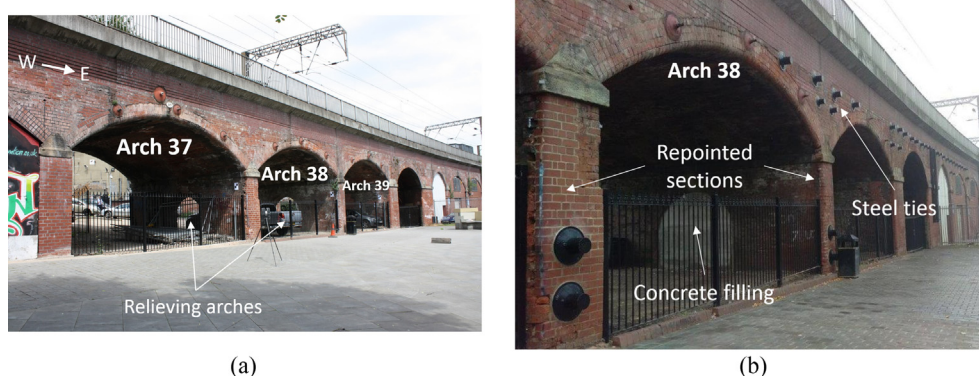 W
E
Arch 37
Arch 38
Arch 39
Relieving arches
Arch 38
Repointed
sections
Steel ties
Concrete filling
(a)
(b)